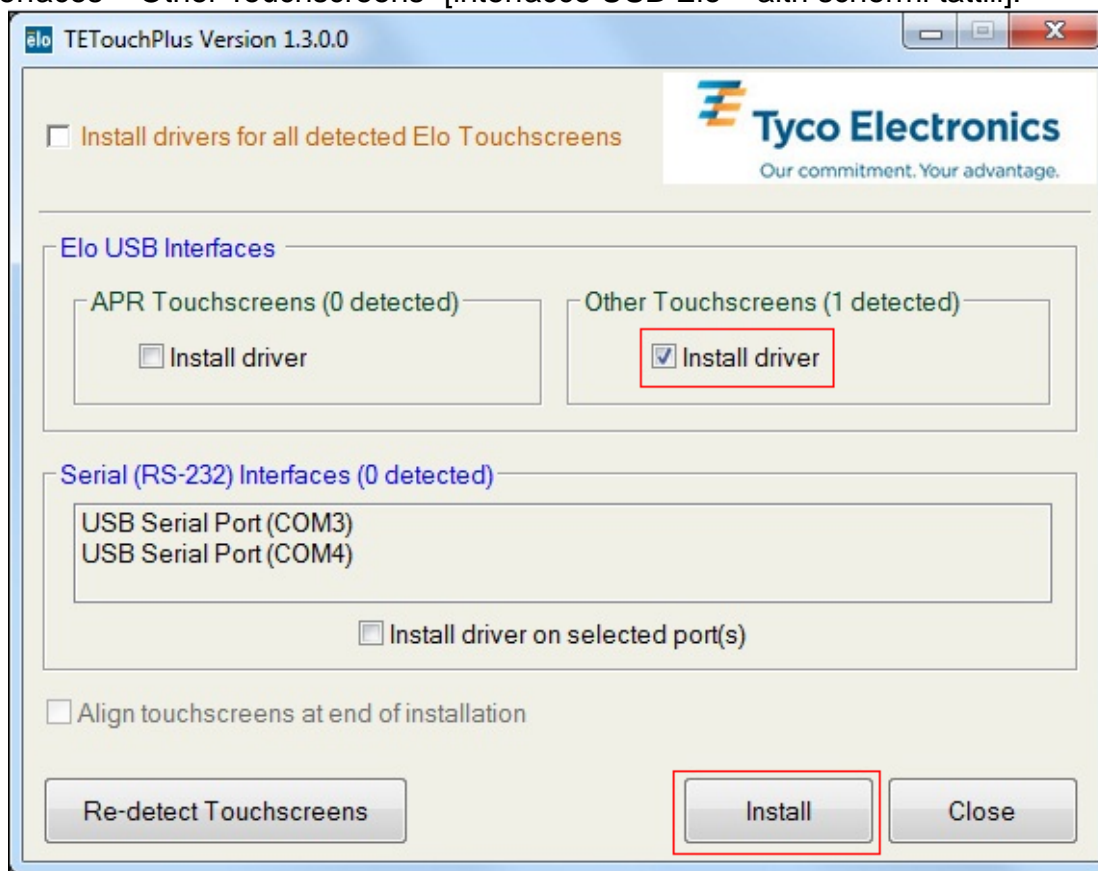 TETouchPlus Version 1.3.0.0
Install drivers for all detected Elo Touchscreens
Tyco Electronics
Our commitment. Your advantage.
Elo USB Interfaces
APR Touchscreens (0 detected)
Other Touchscreens (1 detected)
Install driver
Install driver
Serial (RS-232) Interfaces (0 detected)
USB Serial Port (COM3)
USB Serial Port (COM4)
Install driver on selected port(s)
Align touchscreens at end of installation
Re-detect Touchscreens
Install
Close